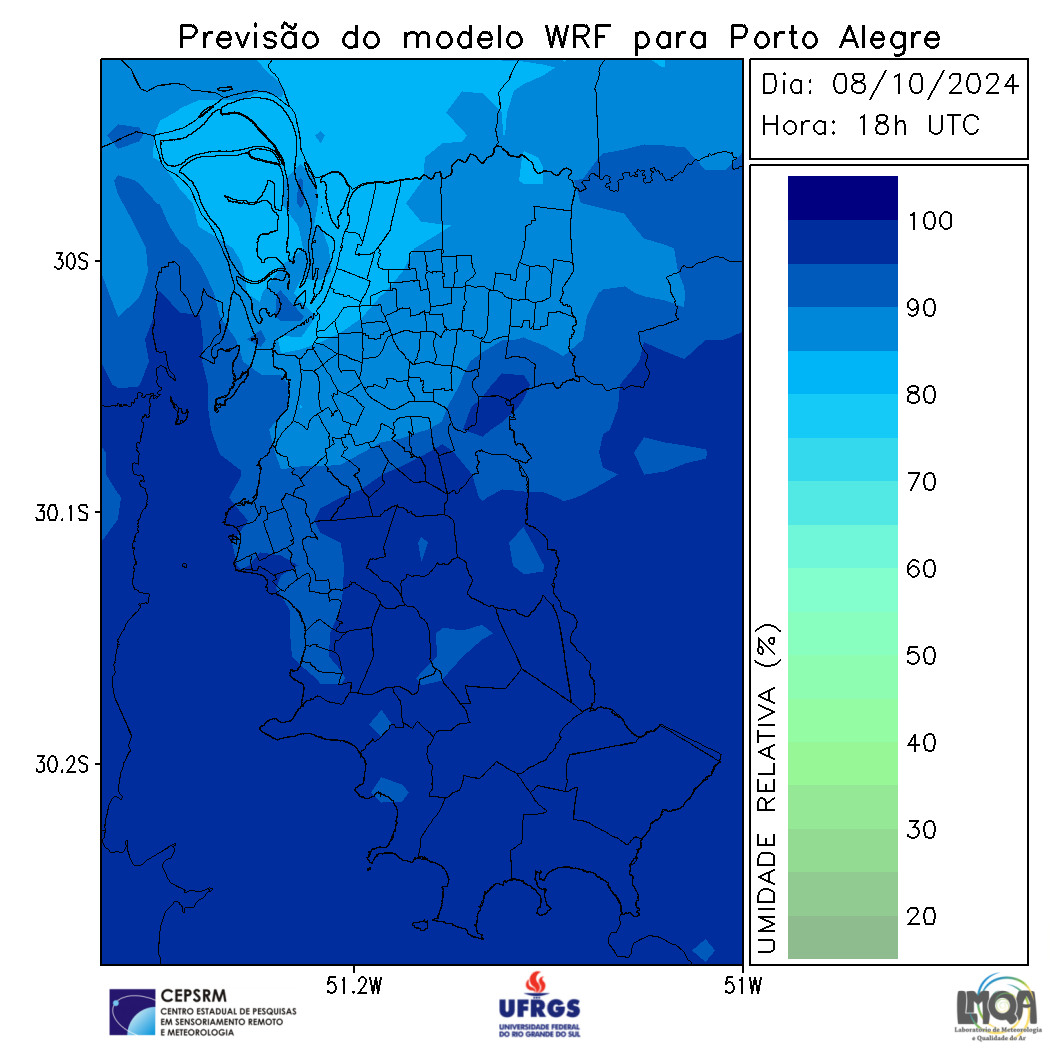 Previsão do modelo WRF para Porto Alegre
Dia: 08/10/2024
Hora: 18h UTC
30S
30.1S
30.2S
51.2W
51W
100
90
80
70
60
50
40
30
20
UMIDADE RELATIVA (%)
CEPSRM
CENTRO ESTADUAL DE PESQUISAS
EM SENSORIAMENTO REMOTO
E METEOROLOGIA
UFRGS
UNIVERSIDADE FEDERAL
DO RIO GRANDE DO SUL
LMQA
Laboratório de Meteorologia
e Qualidade do Ar